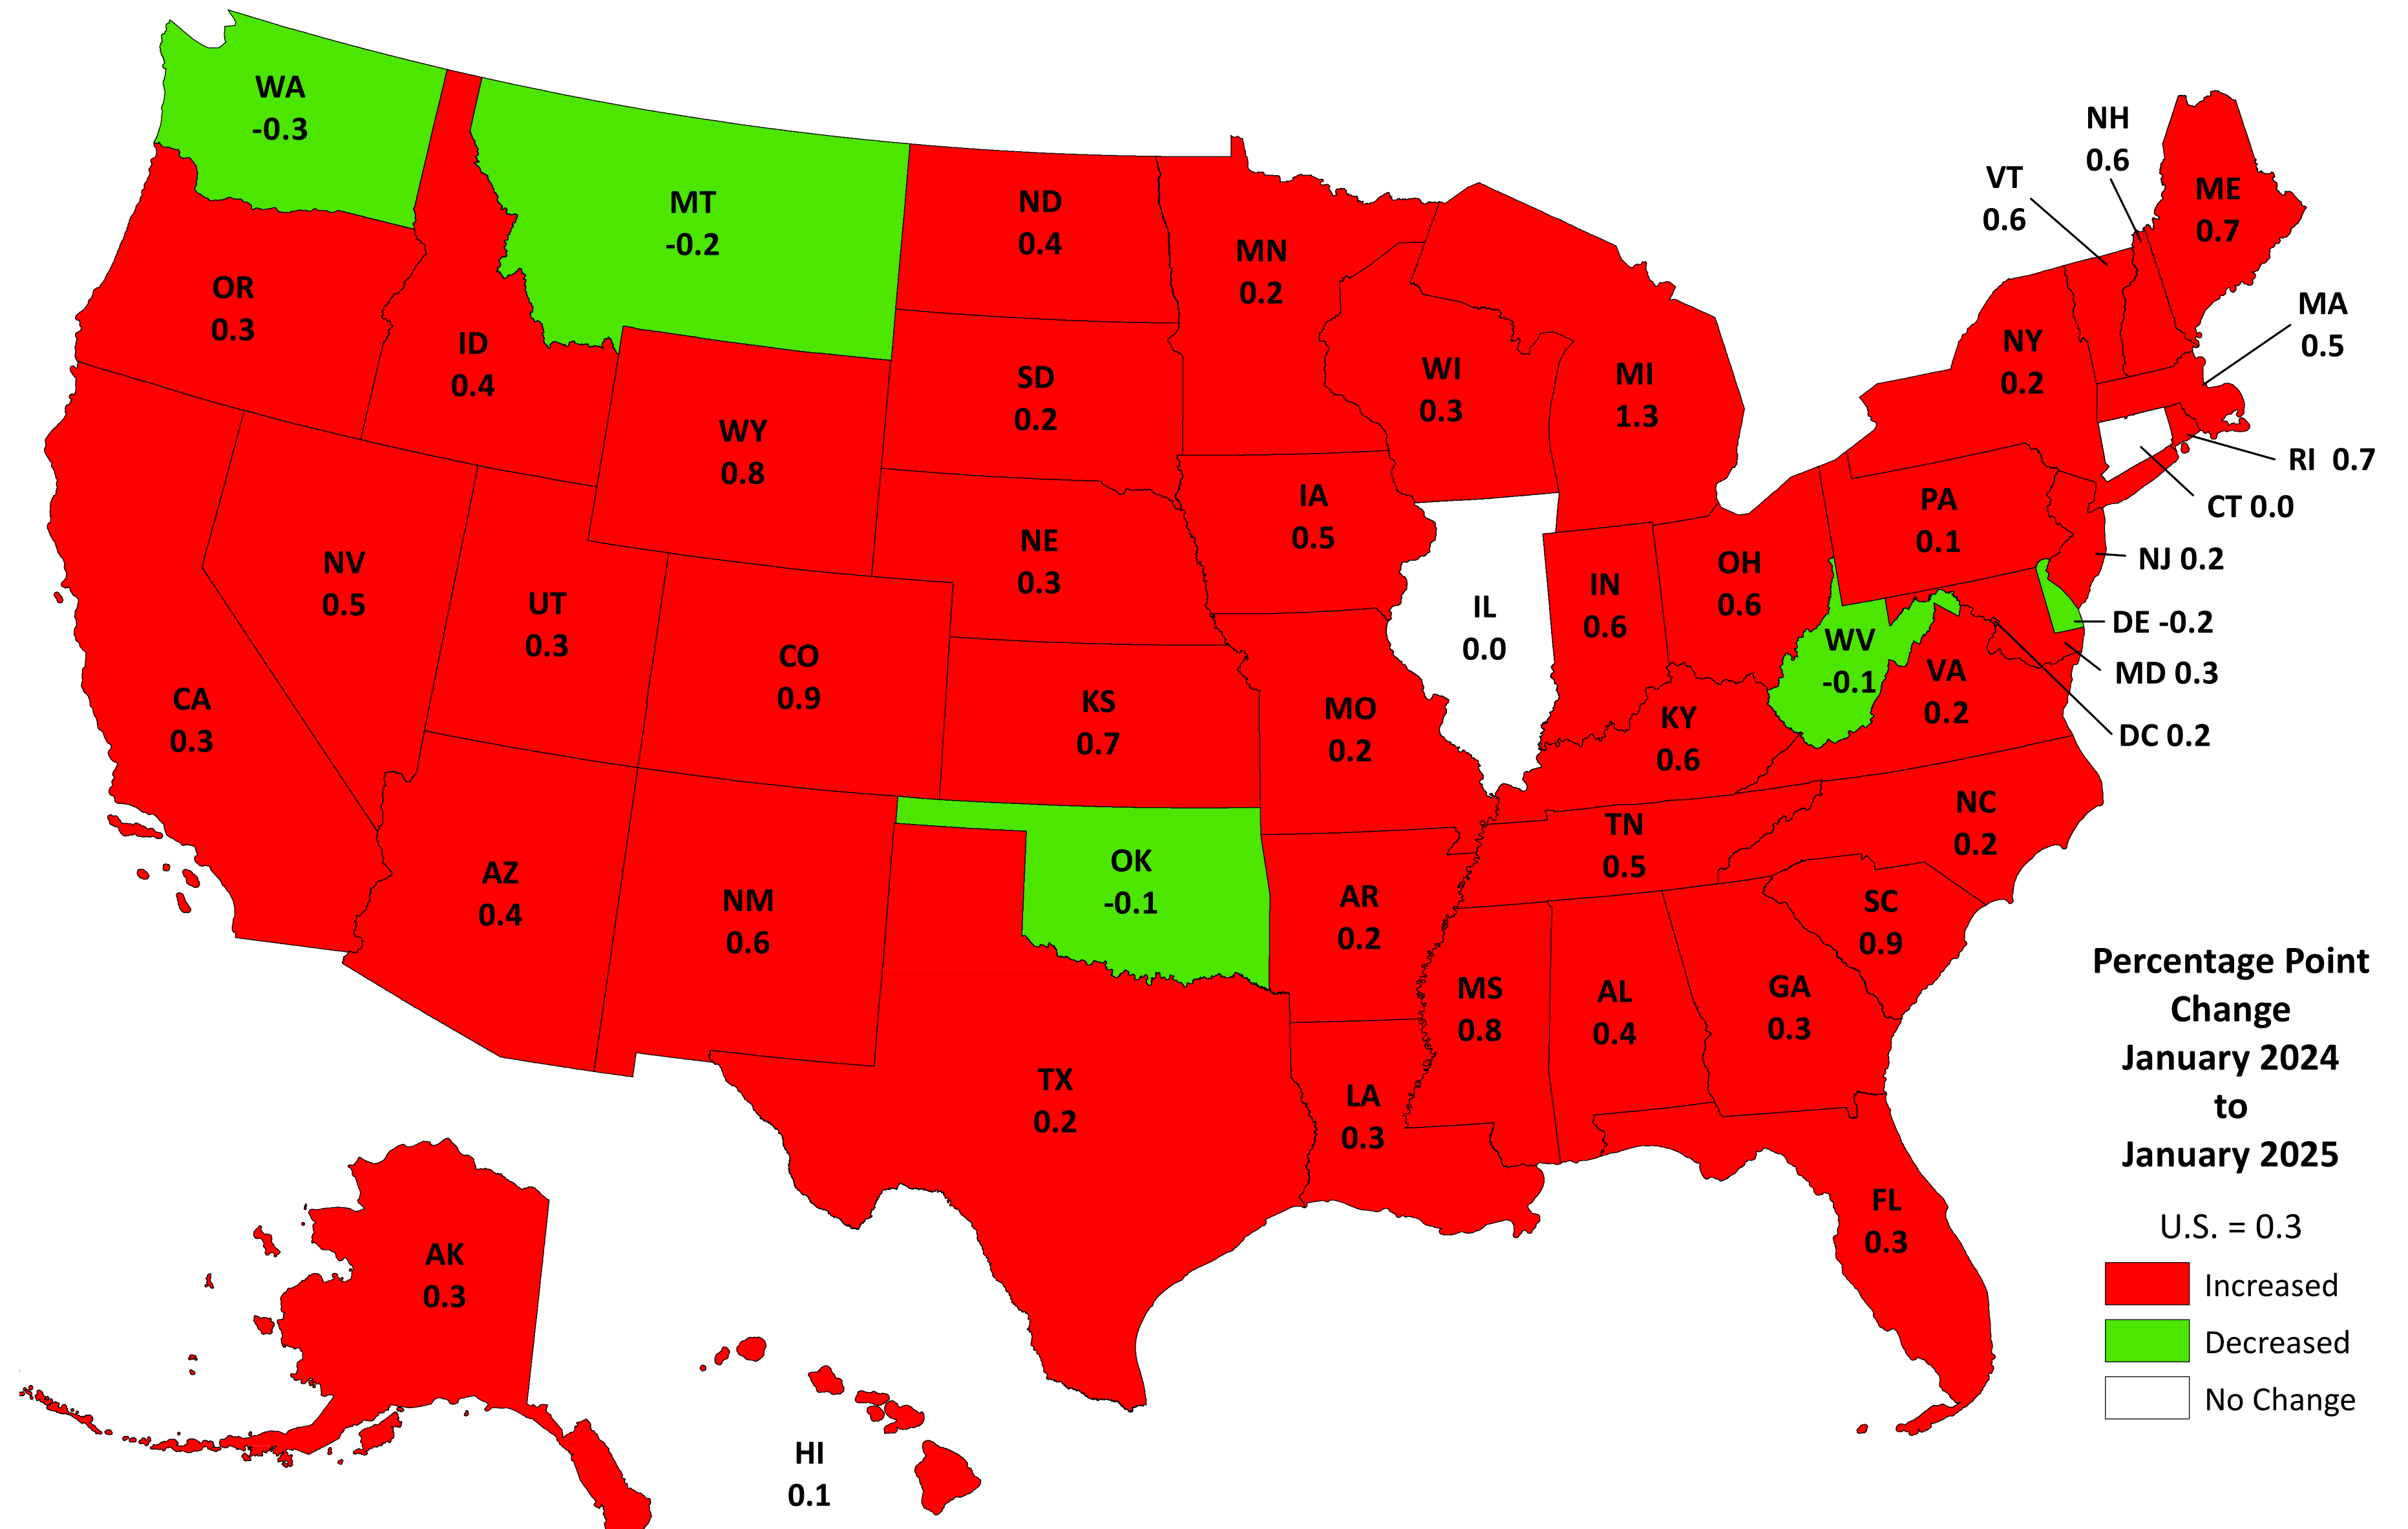 WA
-0.3
MT
-0.2
ND
0.4
MN
0.2
NH
0.6
VT
0.6
ME
0.7
OR
0.3
ID
0.4
SD
0.2
WI
0.3
MI
1.3
NY
0.2
MA
0.5
WY
0.8
RI 0.7
CT 0.0
IA
0.5
PA
0.1
NE
0.3
NJ 0.2
NV
0.5
UT
0.3
IL
0.0
IN
0.6
OH
0.6
DE -0.2
WV
-0.1
MD 0.3
CO
0.9
CA
0.3
KS
0.7
MO
0.2
KY
0.6
VA
0.2
DC 0.2
NC
0.2
TN
0.5
AZ
0.4
NM
0.6
OK
-0.1
AR
0.2
SC
0.9
MS
0.8
AL
0.4
GA
0.3
TX
0.2
LA
0.3
FL
0.3
AK
0.3
HI
0.1
Percentage Point
Change
January 2024
to
January 2025
U.S. = 0.3
Increased
Decreased
No Change